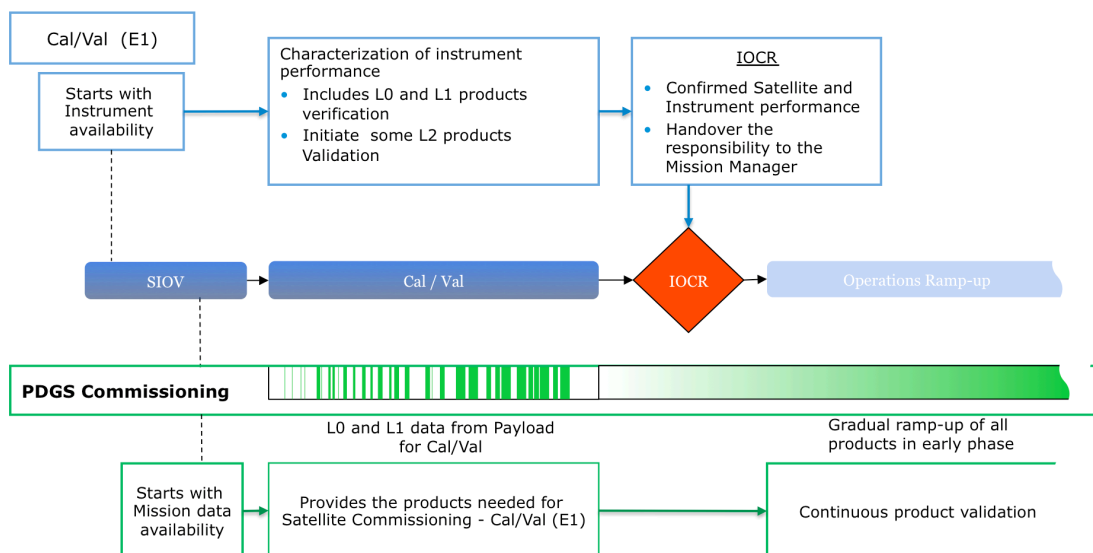 Cal/Val (E1)
Starts with
Instrument
availability
Characterization of instrument
performance
• Includes L0 and L1 products
verification
• Initiate some L2 products
Validation
IOCR
• Confirmed Satellite and
Instrument performance
• Handover the
responsibility to the
Mission Manager
SIOV
Cal / Val
IOCR
Operations Ramp-up
PDGS Commissioning
L0 and L1 data from Payload
for Cal/Val
Gradual ramp-up of all
products in early phase
Starts with
Mission data
availability
Provides the products needed for
Satellite Commissioning - Cal/Val (E1)
Continuous product validation